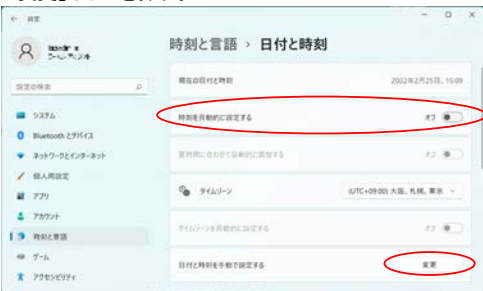 設定
時刻と言語 › 日付と時刻
現在の日付と時刻 2022年2月25日、15:09
設定の検索
時刻を自動的に設定する オフ
システム
Bluetooth とデバイス
夏時間に合わせて自動的に調整する オフ
ネットワークとインターネット
個人用設定
タイムゾーン (UTC+09:00) 大阪、札幌、東京
アプリ
アカウント
タイムゾーンを自動的に設定する オフ
時刻と言語
ゲーム
日付と時刻を手動で設定する 変更
アクセシビリティ